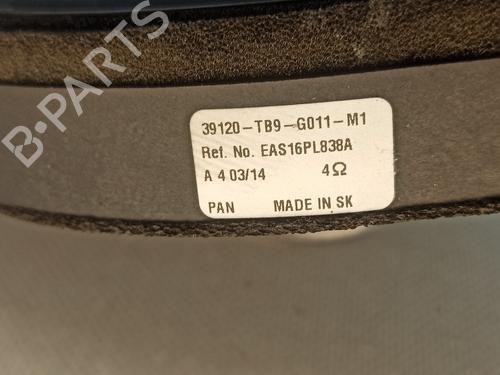 39120-TB9-G011-M1
Ref. No. EAS16PL838A
A 4 03/14 4Ω
PAN MADE IN SK
B-PARTS